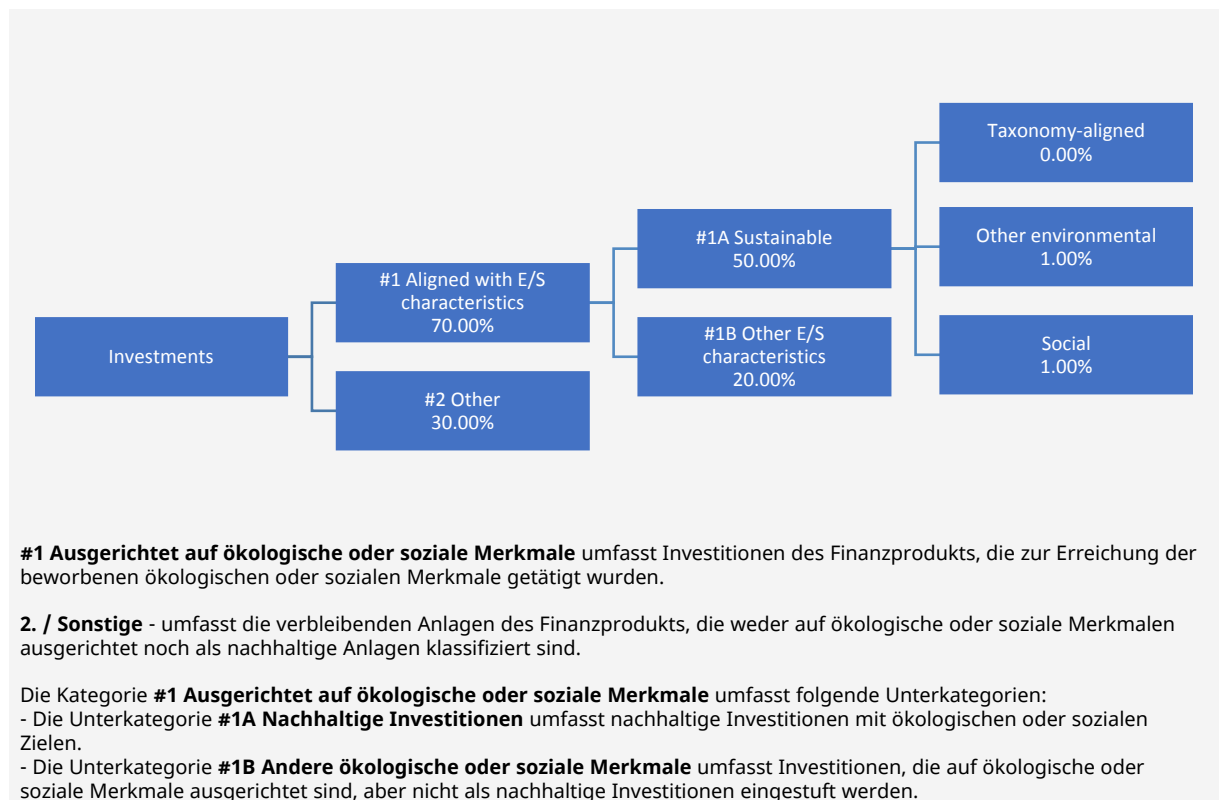 Investments
#1 Aligned with E/S
characteristics
70.00%
#2 Other
30.00%
#1A Sustainable
50.00%
#1B Other E/S
characteristics
20.00%
Taxonomy-aligned
0.00%
Other environmental
1.00%
Social
1.00%
#1 Ausgerichtet auf ökologische oder soziale Merkmale umfasst Investitionen des Finanzprodukts, die zur Erreichung der
beworbenen ökologischen oder sozialen Merkmale getätigt wurden.
2. / Sonstige - umfasst die verbleibenden Anlagen des Finanzprodukts, die weder auf ökologische oder soziale Merkmalen
ausgerichtet noch als nachhaltige Anlagen klassifiziert sind.
Die Kategorie #1 Ausgerichtet auf ökologische oder soziale Merkmale umfasst folgende Unterkategorien:
- Die Unterkategorie #1A Nachhaltige Investitionen umfasst nachhaltige Investitionen mit ökologischen oder sozialen
Zielen.
- Die Unterkategorie #1B Andere ökologische oder soziale Merkmale umfasst Investitionen, die auf ökologische oder
soziale Merkmale ausgerichtet sind, aber nicht als nachhaltige Investitionen eingestuft werden.